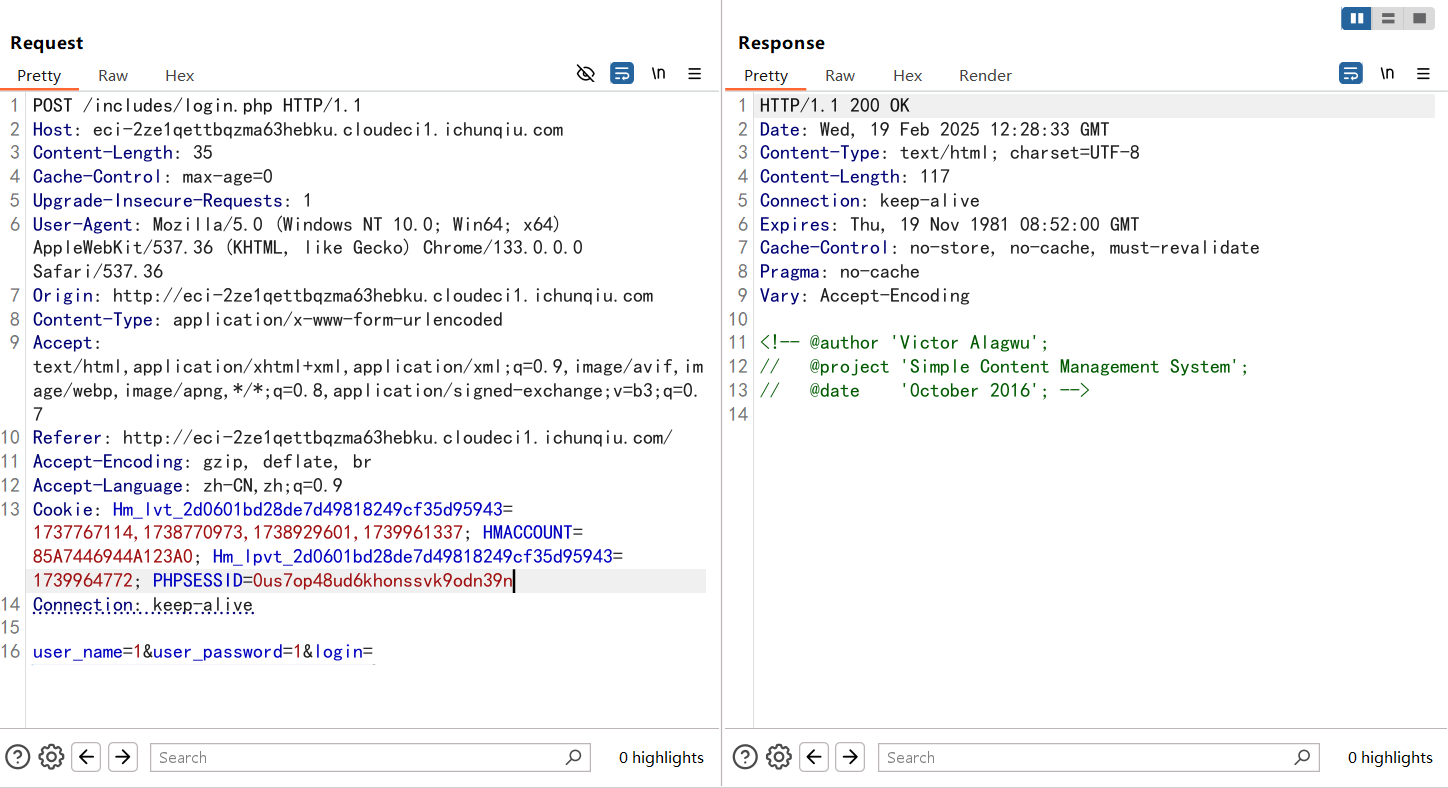 Request
Pretty Raw Hex \n
1 POST /includes/login.php HTTP/1.1
2 Host: eci-2ze1qettbqzma63hebku.cloudeci1.ichunqiu.com
3 Content-Length: 35
4 Cache-Control: max-age=0
5 Upgrade-Insecure-Requests: 1
6 User-Agent: Mozilla/5.0 (Windows NT 10.0; Win64; x64)
AppleWebKit/537.36 (KHTML, like Gecko) Chrome/133.0.0.0
Safari/537.36
7 Origin: http://eci-2ze1qettbqzma63hebku.cloudeci1.ichunqiu.com
8 Content-Type: application/x-www-form-urlencoded
9 Accept:
text/html,application/xhtml+xml,application/xml;q=0.9,image/avif,im
age/webp,image/apng,*/*;q=0.8,application/signed-exchange;v=b3;q=0.
7
10 Referer: http://eci-2ze1qettbqzma63hebku.cloudeci1.ichunqiu.com/
11 Accept-Encoding: gzip, deflate, br
12 Accept-Language: zh-CN,zh;q=0.9
13 Cookie: Hm_lvt_2d0601bd28de7d49818249cf35d95943=
1737767114,1738770973,1738929601,1739961337; HMACCOUNT=
85A7446944A123A0; Hm_lpvt_2d0601bd28de7d49818249cf35d95943=
1739964772; PHPSESSID=0us7op48ud6khonssvk9odn39n
14 Connection: keep-alive
15
16 user_name=1&user_password=1&login=
Search
0 highlights
Response
Pretty Raw Hex Render \n
1 HTTP/1.1 200 OK
2 Date: Wed, 19 Feb 2025 12:28:33 GMT
3 Content-Type: text/html; charset=UTF-8
4 Content-Length: 117
5 Connection: keep-alive
6 Expires: Thu, 19 Nov 1981 08:52:00 GMT
7 Cache-Control: no-store, no-cache, must-revalidate
8 Pragma: no-cache
9 Vary: Accept-Encoding
10
11 <!-- @author 'Victor Alagwu';
12 //   @project 'Simple Content Management System';
13 //   @date    'October 2016'; -->
14
Search
0 highlights